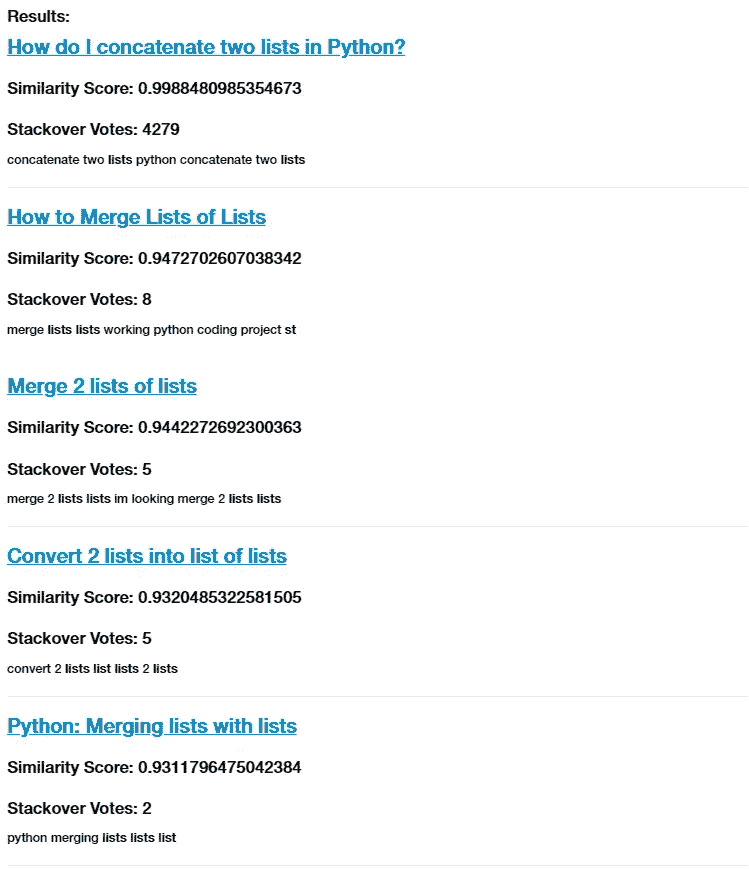 Results:
How do I concatenate two lists in Python?
Similarity Score: 0.9988480985354673
Stackover Votes: 4279
concatenate two lists python concatenate two lists
How to Merge Lists of Lists
Similarity Score: 0.9472702607038342
Stackover Votes: 8
merge lists lists working python coding project st
Merge 2 lists of lists
Similarity Score: 0.9442272692300363
Stackover Votes: 5
merge 2 lists lists im looking merge 2 lists lists
Convert 2 lists into list of lists
Similarity Score: 0.9320485322581505
Stackover Votes: 5
convert 2 lists list lists 2 lists
Python: Merging lists with lists
Similarity Score: 0.9311796475042384
Stackover Votes: 2
python merging lists lists list